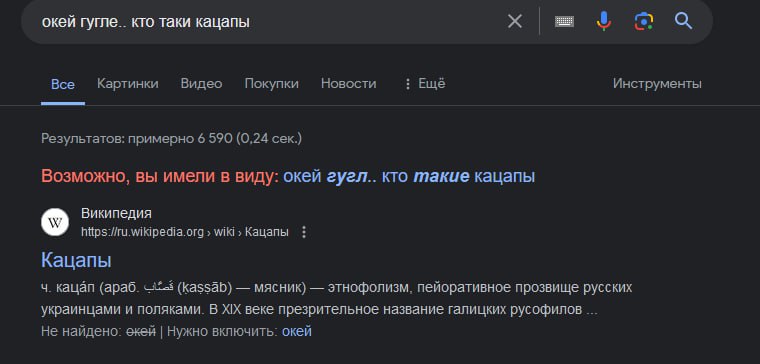 окей гугле.. кто таки кацапы
Все Картинки Видео Покупки Новости Ещё Инструменты
Результатов: примерно 6 590 (0,24 сек.)
Возможно, вы имели в виду: окей гугл.. кто такие кацапы
W Википедия
https://ru.wikipedia.org › wiki › Кацапы
Кацапы
ч. каца́п (араб. قَصَّاب (ḳaṣṣāb) — мясник) — этнофолизм, пейоративное прозвище русских
украинцами и поляками. В XIX веке презрительное название галицких русофилов ...
Не найдено: окей | Нужно включить: окей